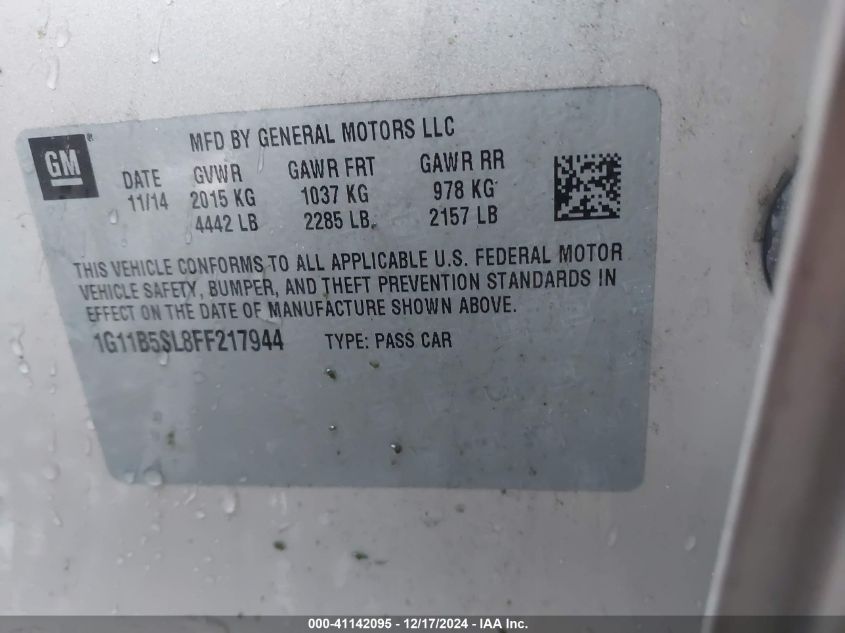 GM ®
MFD BY GENERAL MOTORS LLC
DATE GVWR GAWR FRT GAWR RR
11/14 2015 KG 1037 KG 978 KG
4442 LB 2285 LB 2157 LB
THIS VEHICLE CONFORMS TO ALL APPLICABLE U.S. FEDERAL MOTOR
VEHICLE SAFETY, BUMPER, AND THEFT PREVENTION STANDARDS IN
EFFECT ON THE DATE OF MANUFACTURE SHOWN ABOVE.
1G11B5SL8FF217944 TYPE: PASS CAR
000-41142095 - 12/17/2024 - IAA Inc.